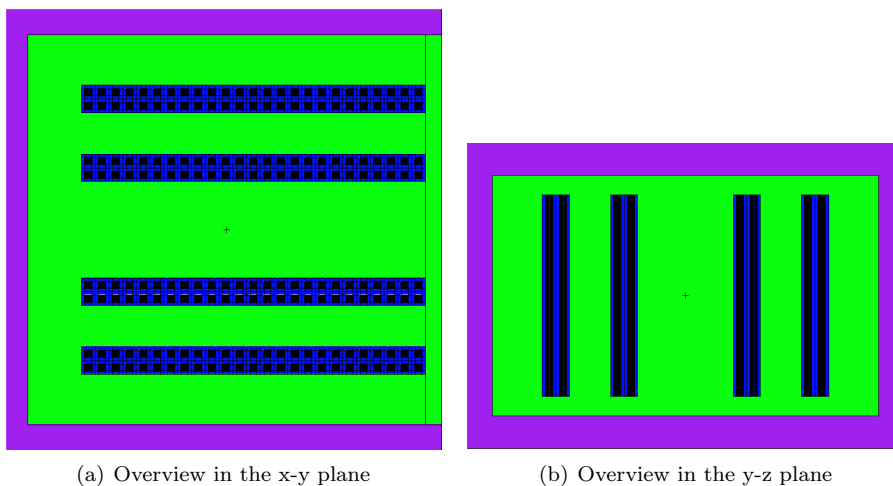 (a) Overview in the x-y plane
(b) Overview in the y-z plane